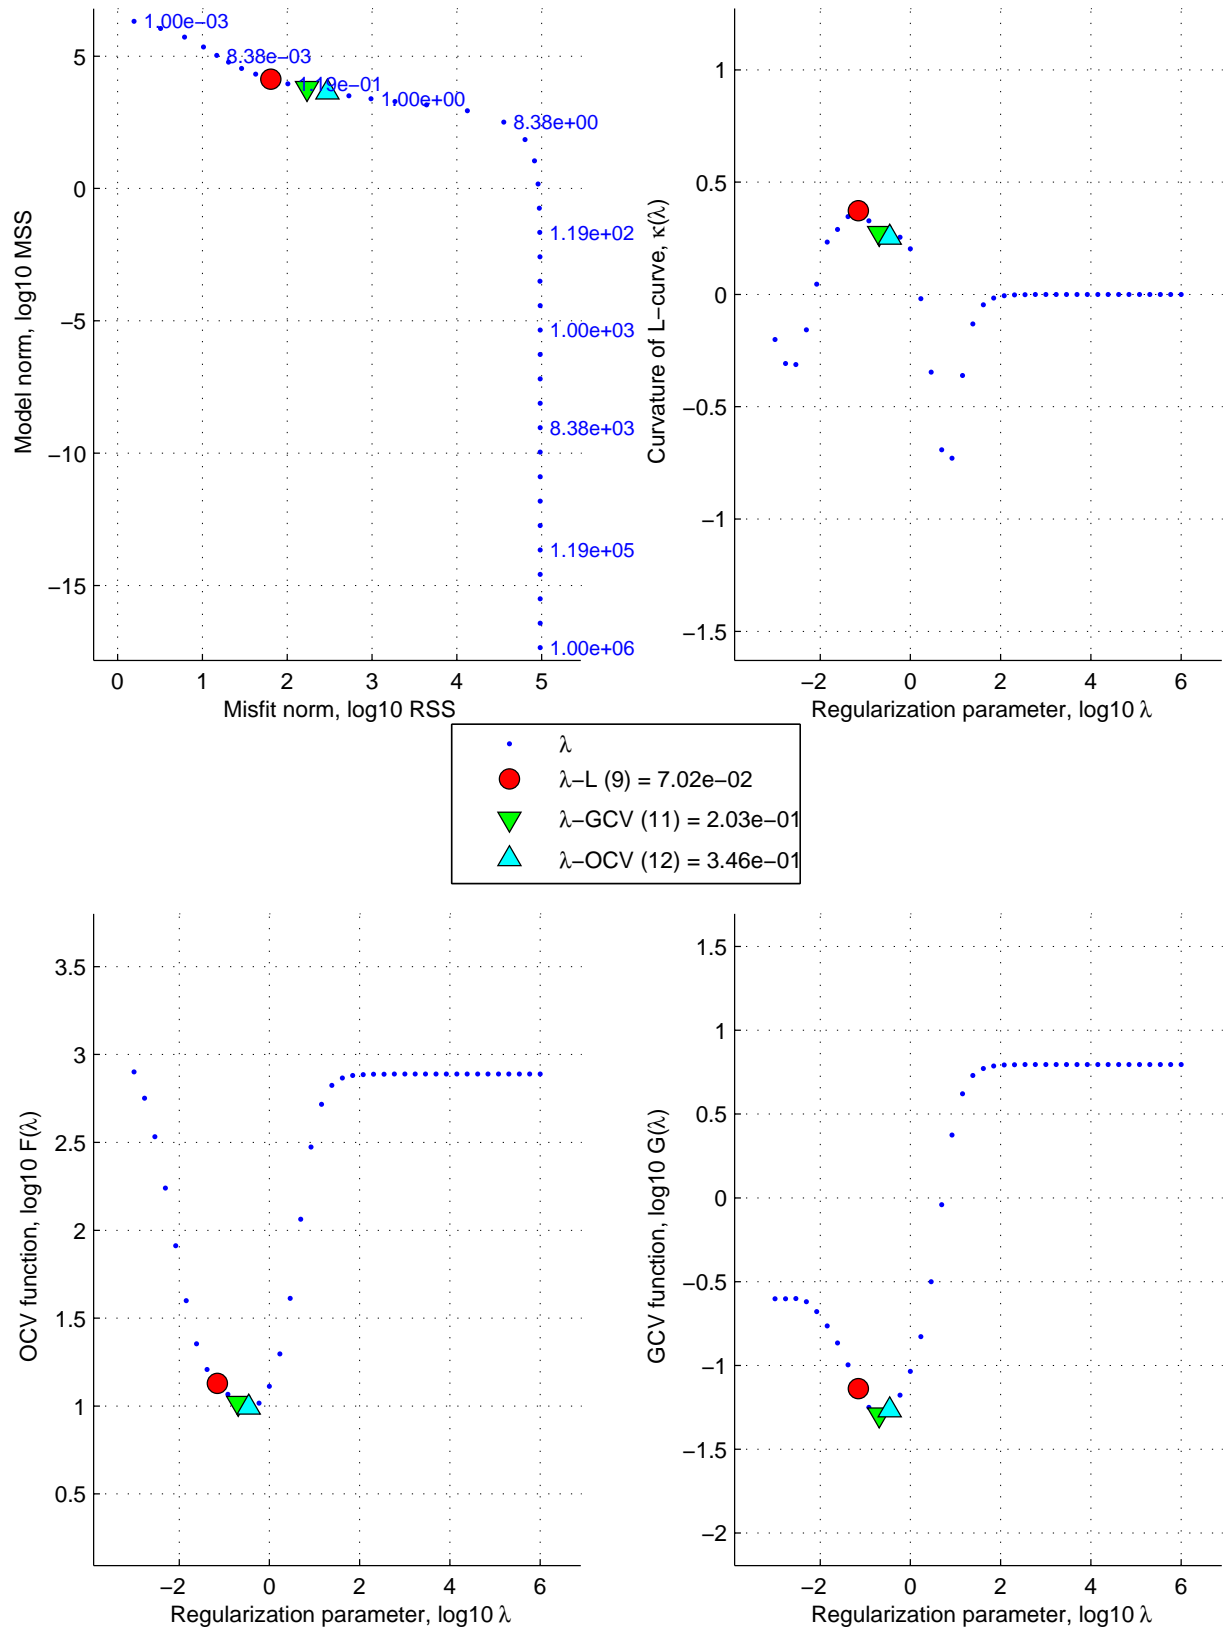 5
0
−5
−10
−15
Model norm, log10 MSS
1.00e−03
8.38e−03
1.19e−01
1.00e+00
8.38e+00
1.19e+02
1.00e+03
8.38e+03
1.19e+05
1.00e+06
0 1 2 3 4 5
Misfit norm, log10 RSS
1
0.5
0
−0.5
−1
−1.5
Curvature of L−curve, κ(λ)
−2 0 2 4 6
Regularization parameter, log10 λ
λ
λ−L (9) = 7.02e−02
λ−GCV (11) = 2.03e−01
λ−OCV (12) = 3.46e−01
3.5
3
2.5
2
1.5
1
0.5
OCV function, log10 F(λ)
−2 0 2 4 6
Regularization parameter, log10 λ
1.5
1
0.5
0
−0.5
−1
−1.5
−2
GCV function, log10 G(λ)
−2 0 2 4 6
Regularization parameter, log10 λ